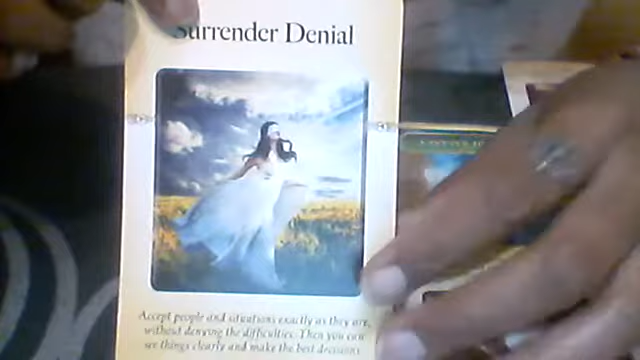 Surrender Denial
Accept people and situations exactly as they are,
without denying the difficulties. Then you can
see things clearly and make the best decisions